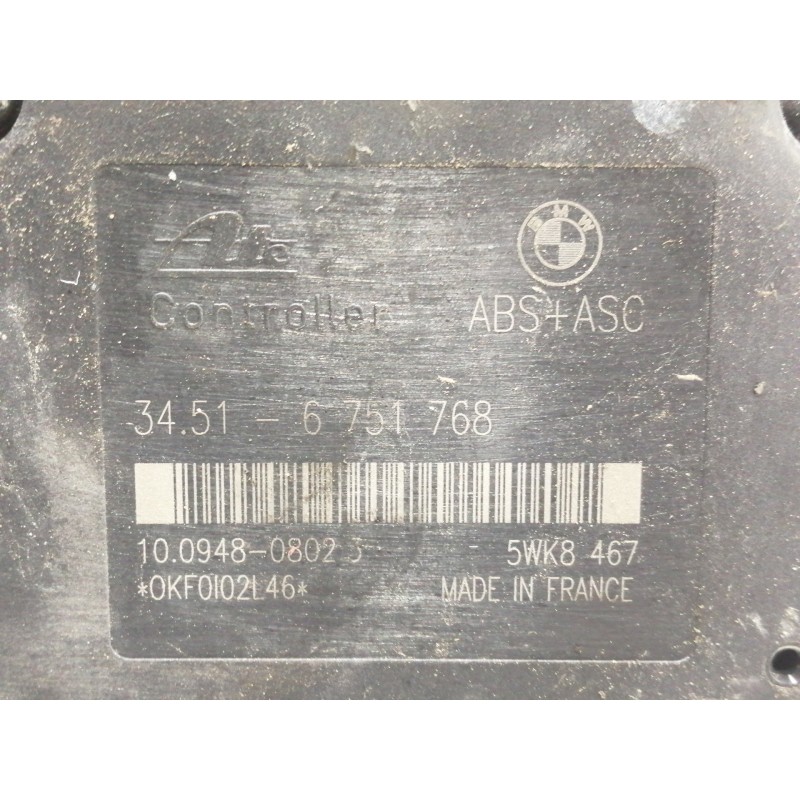 Ate
BMW
Controller
ABS+ASC
34.51 - 6 751 768
10.0948-0802 3
5WK8 467
*OKF0I02L46*
MADE IN FRANCE